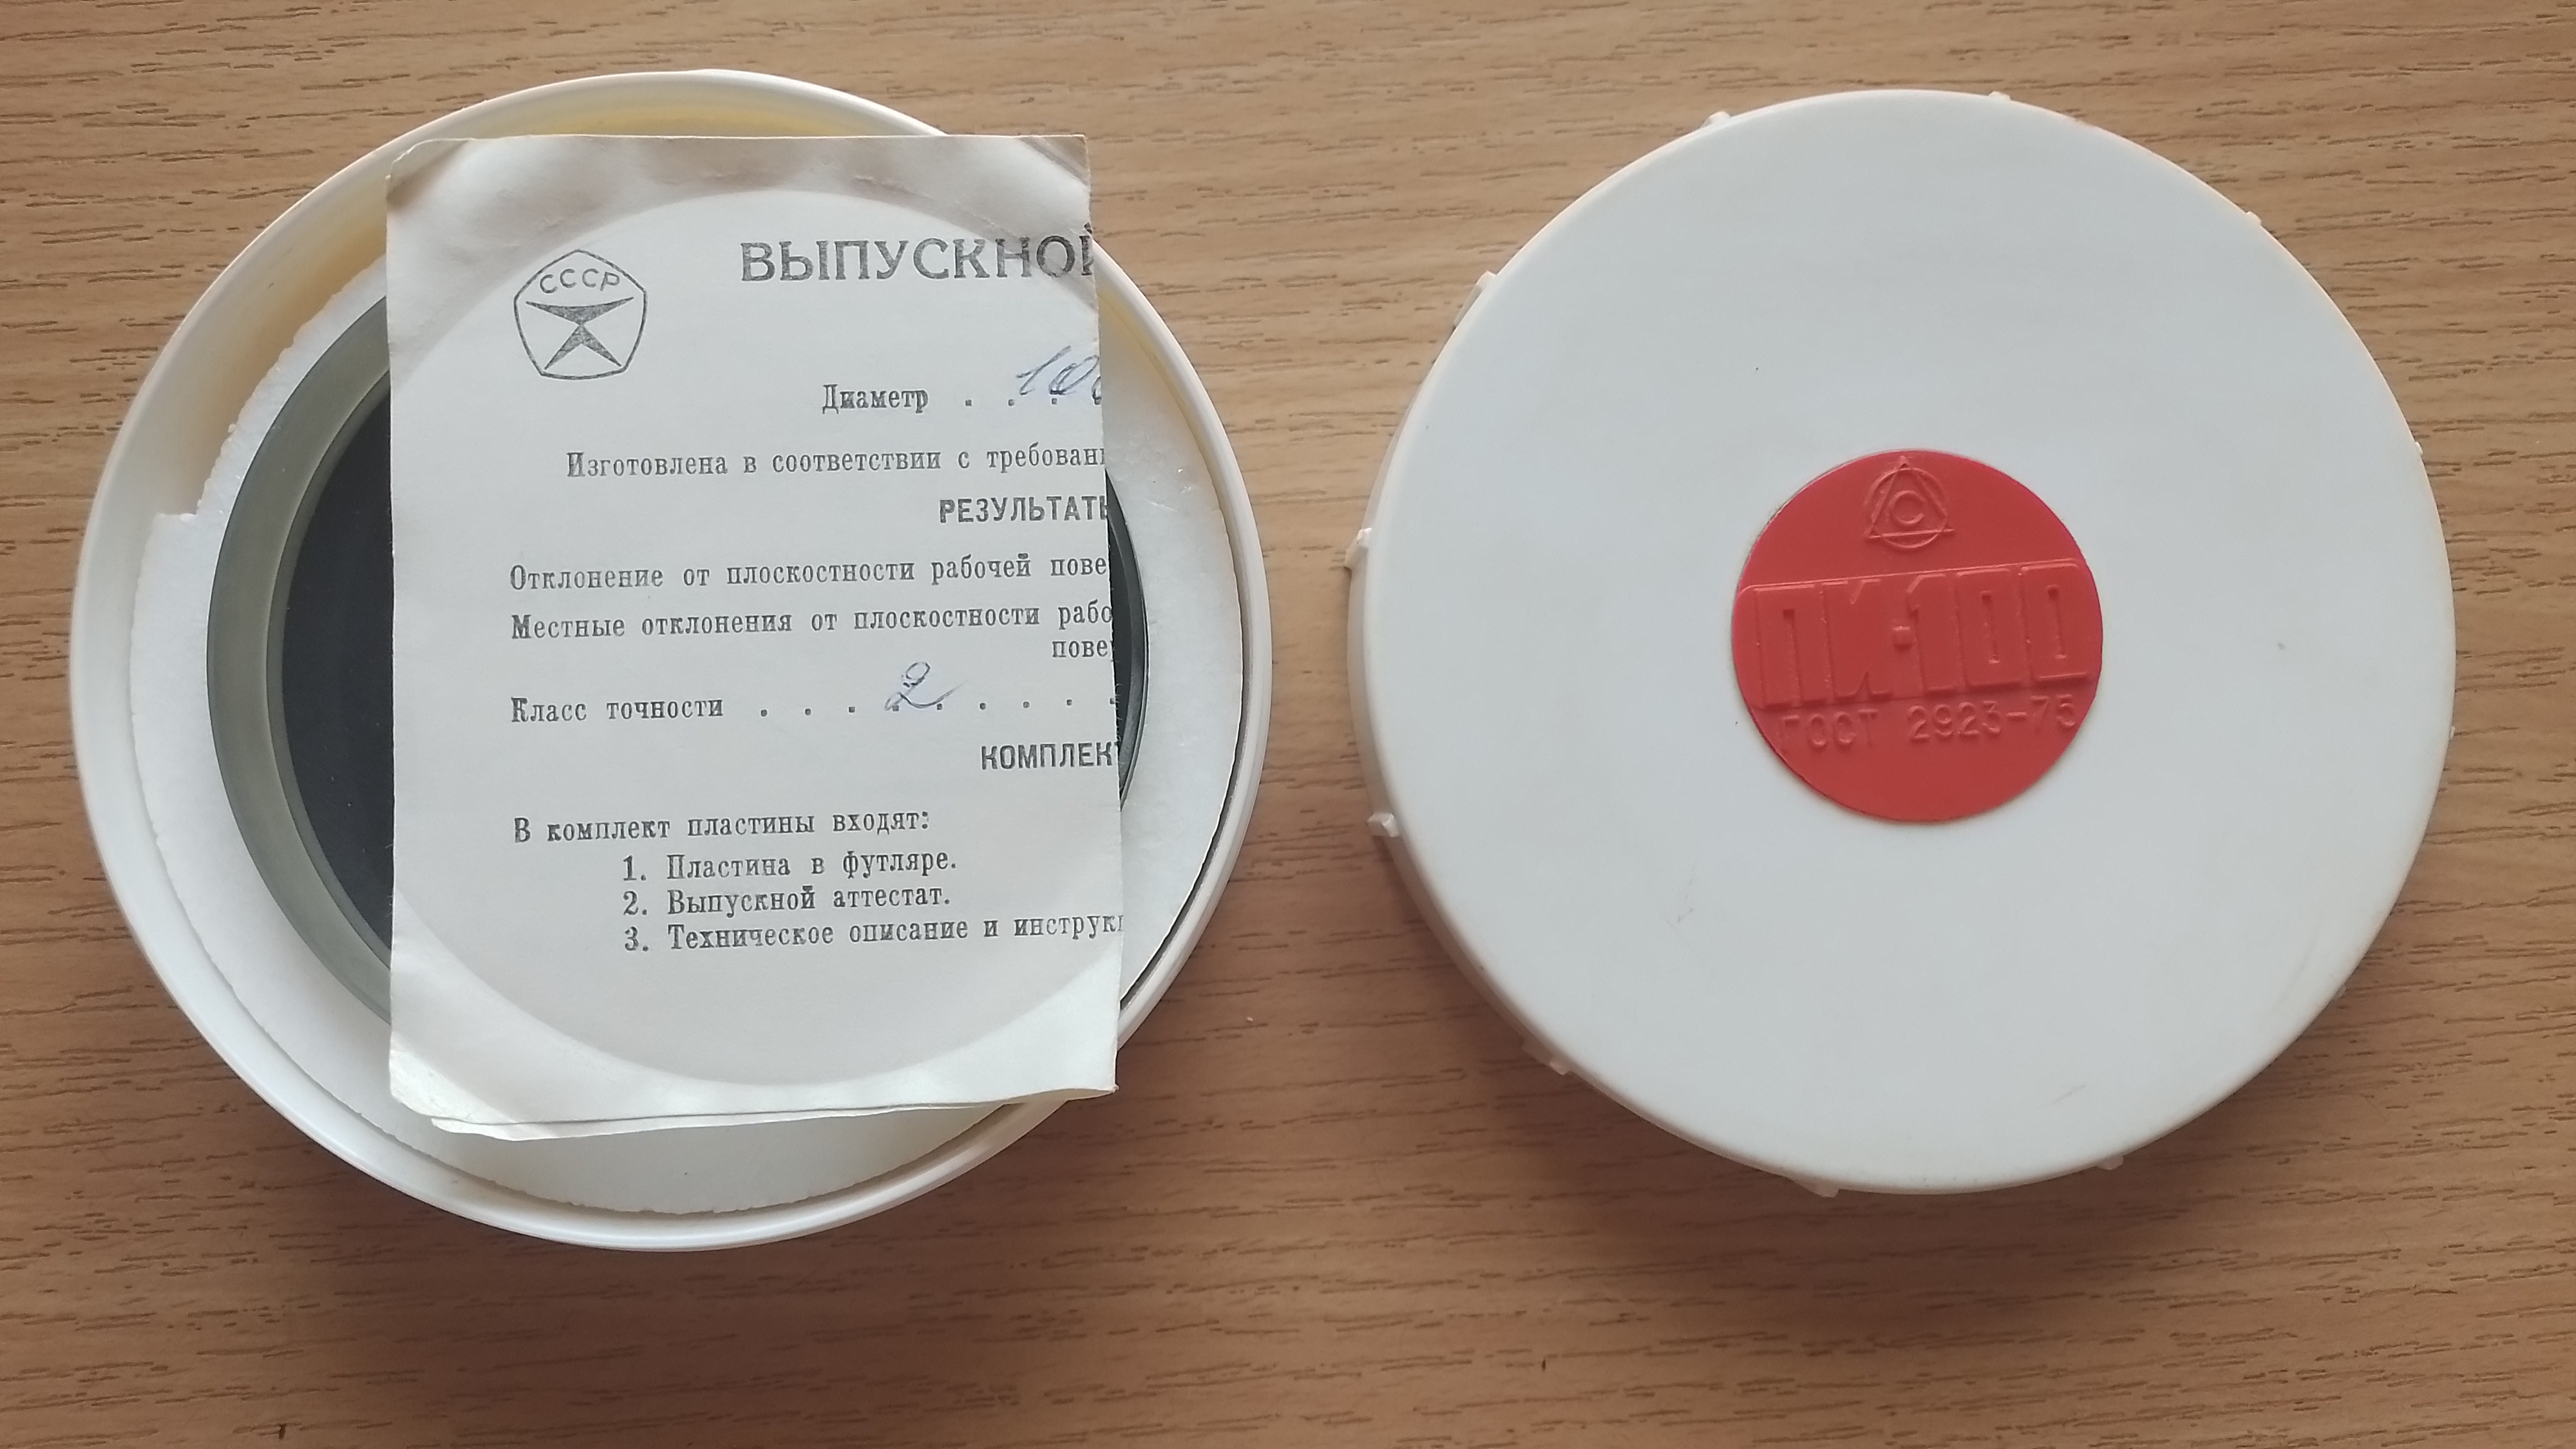 СССР
ВЫПУСКНОЙ
Диаметр . . . 100
Изготовлена в соответствии с требован
РЕЗУЛЬТАТЫ
Отклонение от плоскостности рабочей пове
Местные отклонения от плоскостности рабо
пове
Класс точности . . . 2 . . . .
КОМПЛЕК
В комплект пластины входят:
1. Пластина в футляре.
2. Выпускной аттестат.
3. Техническое описание и инструк
С
ПИ-100
ГОСТ 2923-75